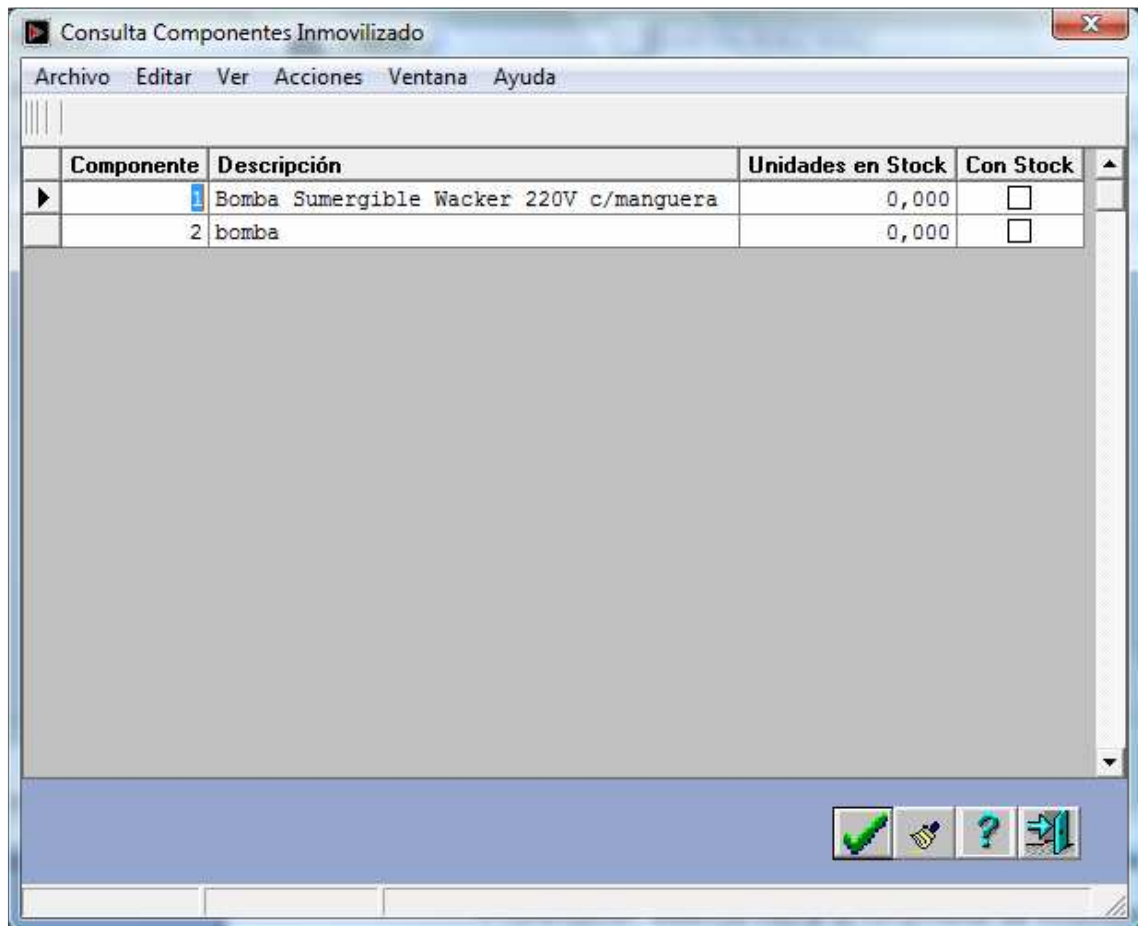 Consulta Componentes Inmovilizado
Archivo Editar Ver Acciones Ventana Ayuda
Componente Descripción Unidades en Stock Con Stock
1 Bomba Sumergible Wacker 220V c/manguera 0,000
2 bomba 0,000